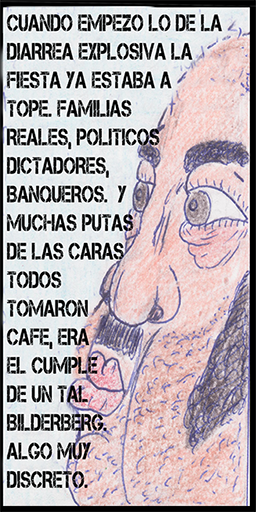 CUANDO EMPEZO LO DE LA
DIARREA EXPLOSIVA LA
FIESTA YA ESTABA A
TOPE. FAMILIAS
REALES, POLITICOS
DICTADORES,
BANQUEROS. Y
MUCHAS PUTAS
DE LAS CARAS
TODOS
TOMARON
CAFE, ERA
EL CUMPLE
DE UN TAL
BILDERBERG.
ALGO MUY
DISCRETO.